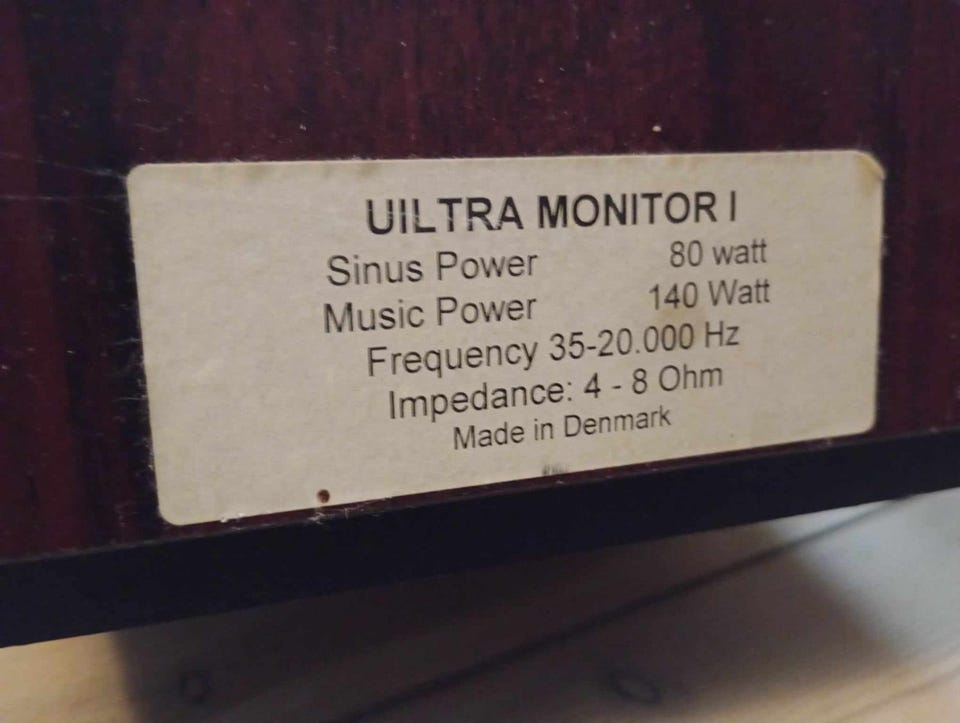 UILTRA MONITOR I
Sinus Power 80 watt
Music Power 140 Watt
Frequency 35-20.000 Hz
Impedance: 4 - 8 Ohm
Made in Denmark